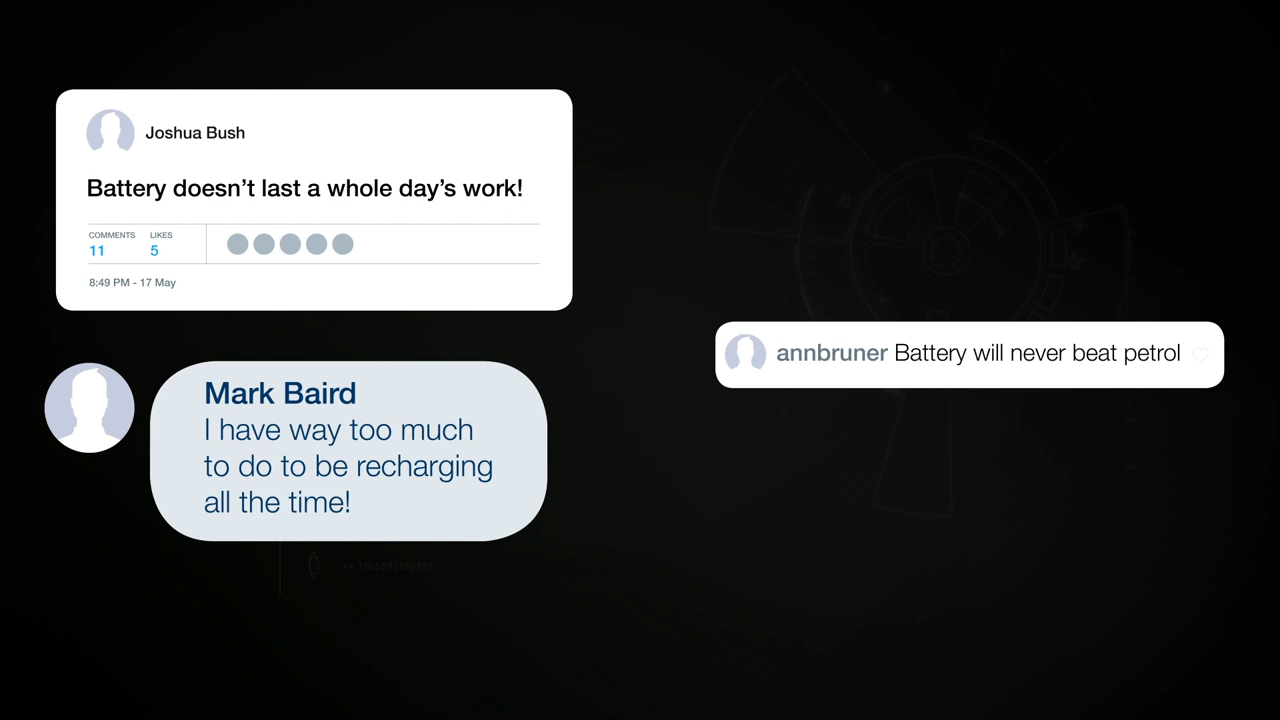 Joshua Bush
Battery doesn’t last a whole day’s work!
COMMENTS LIKES
11 5
8:49 PM - 17 May
annbruner Battery will never beat petrol
Mark Baird
I have way too much
to do to be recharging
all the time!